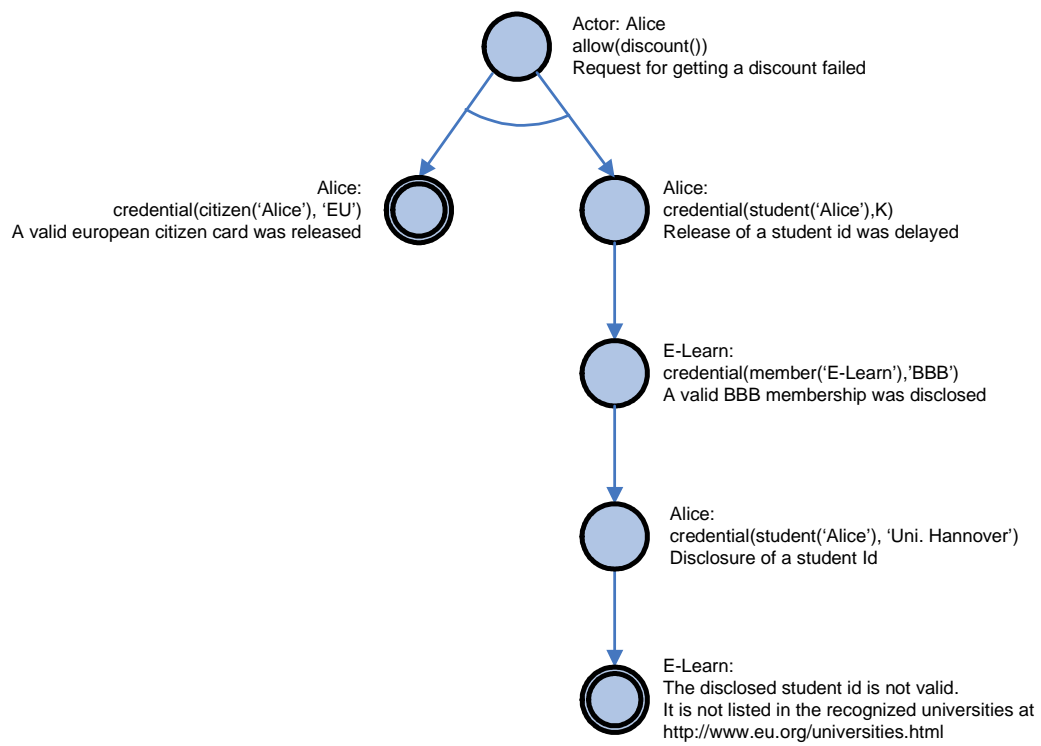 Actor: Alice
allow(discount())
Request for getting a discount failed
Alice:
credential(citizen(‘Alice’), ‘EU’)
A valid european citizen card was released
Alice:
credential(student(‘Alice’),K)
Release of a student id was delayed
E-Learn:
credential(member(‘E-Learn’),’BBB’)
A valid BBB membership was disclosed
Alice:
credential(student(‘Alice’), ‘Uni. Hannover’)
Disclosure of a student Id
E-Learn:
The disclosed student id is not valid.
It is not listed in the recognized universities at
http://www.eu.org/universities.html